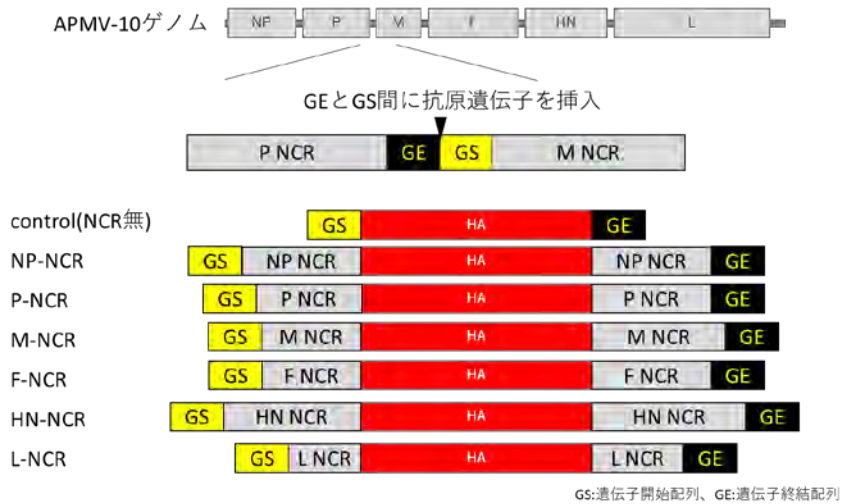 APMV-10ゲノム NP P M F HN L
GEとGS間に抗原遺伝子を挿入
P NCR GE GS M NCR
control(NCR無) GS HA GE
NP-NCR GS NP NCR HA NP NCR GE
P-NCR GS P NCR HA P NCR GE
M-NCR GS M NCR HA M NCR GE
F-NCR GS F NCR HA F NCR GE
HN-NCR GS HN NCR HA HN NCR GE
L-NCR GS L NCR HA L NCR GE
GS:遺伝子開始配列、GE:遺伝子終結配列